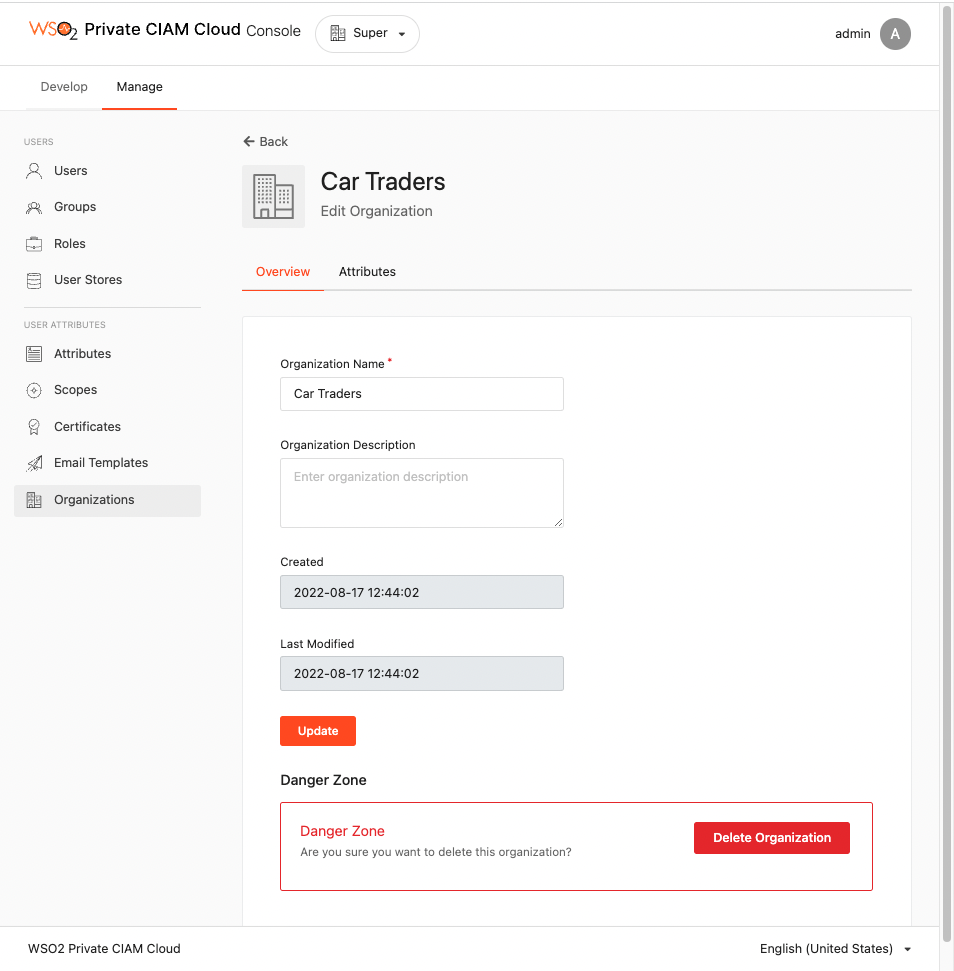 WSO2 Private CIAM Cloud Console
Super
admin
A
Develop
Manage
USERS
Users
Groups
Roles
User Stores
USER ATTRIBUTES
Attributes
Scopes
Certificates
Email Templates
Organizations
Back
Car Traders
Edit Organization
Overview
Attributes
Organization Name *
Car Traders
Organization Description
Enter organization description
Created
2022-08-17 12:44:02
Last Modified
2022-08-17 12:44:02
Update
Danger Zone
Danger Zone
Are you sure you want to delete this organization?
Delete Organization
WSO2 Private CIAM Cloud
English (United States)